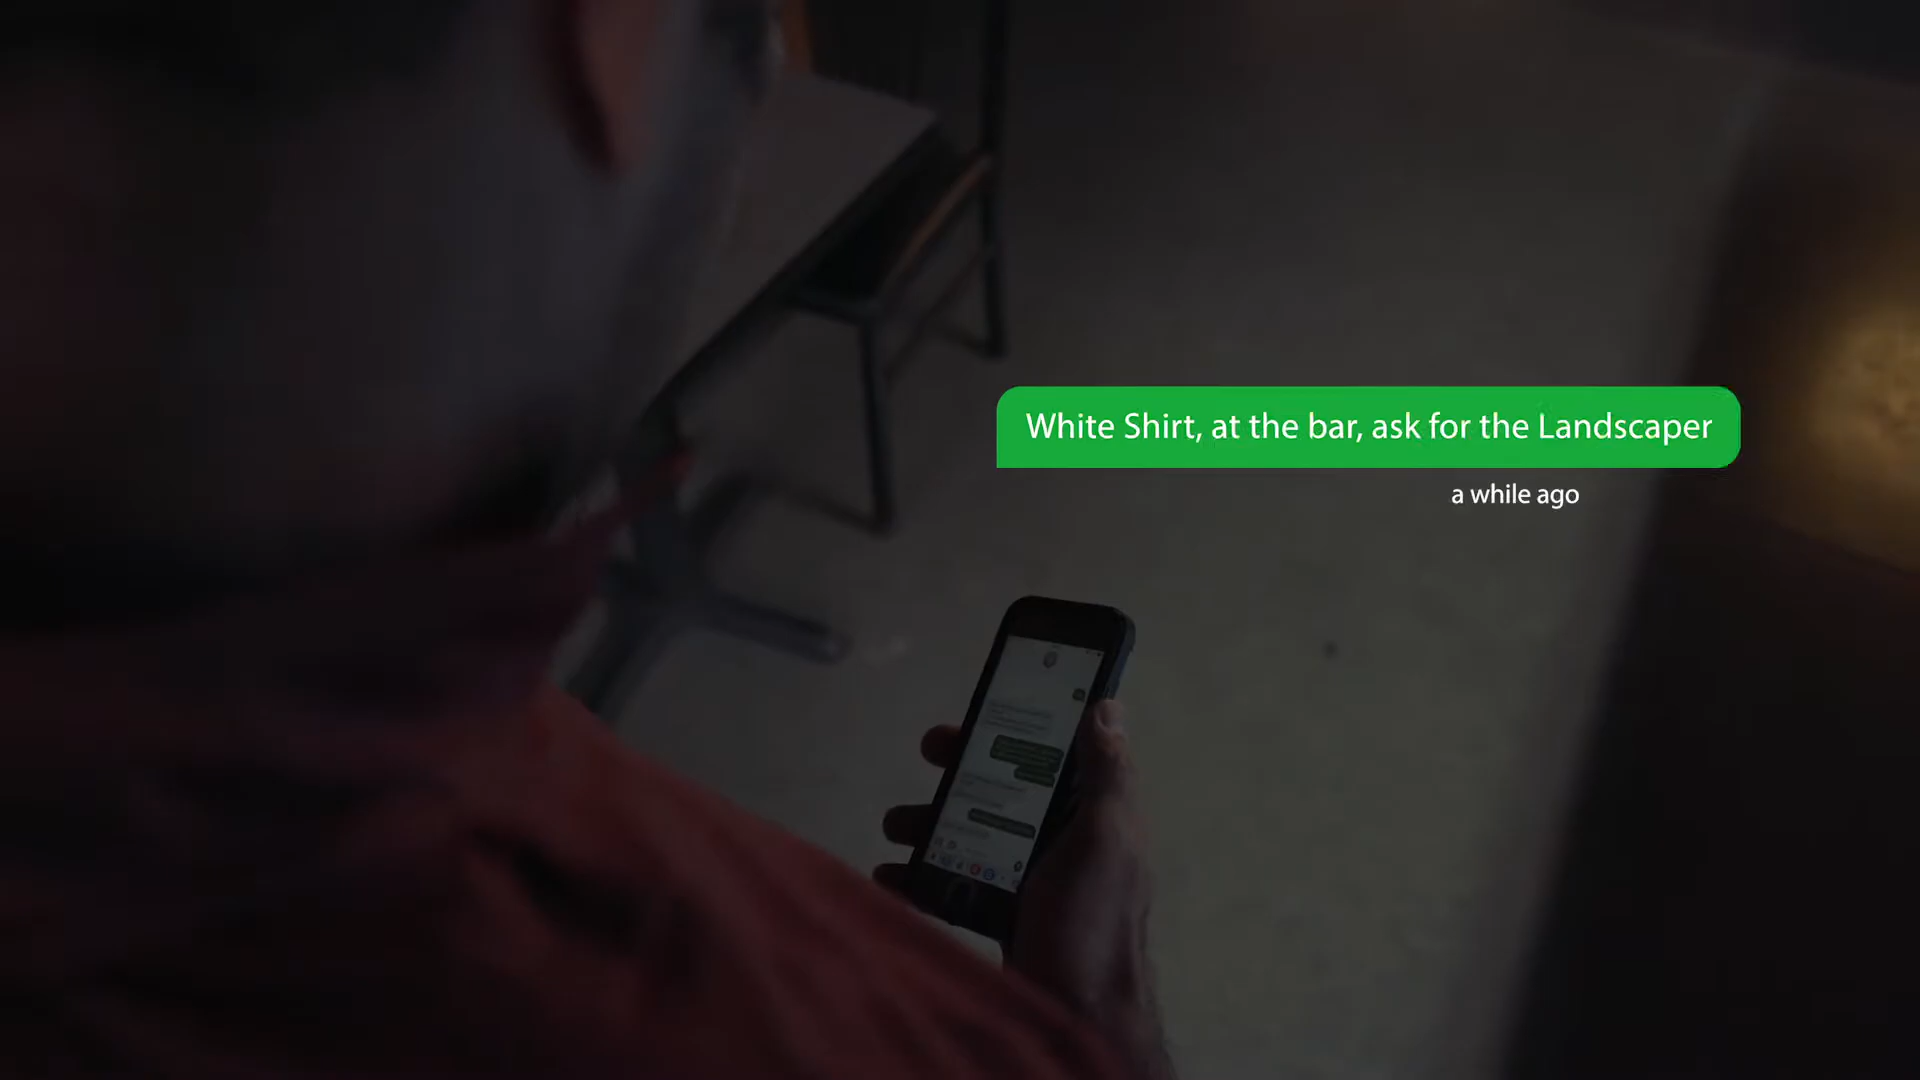 White Shirt, at the bar, ask for the Landscaper
a while ago